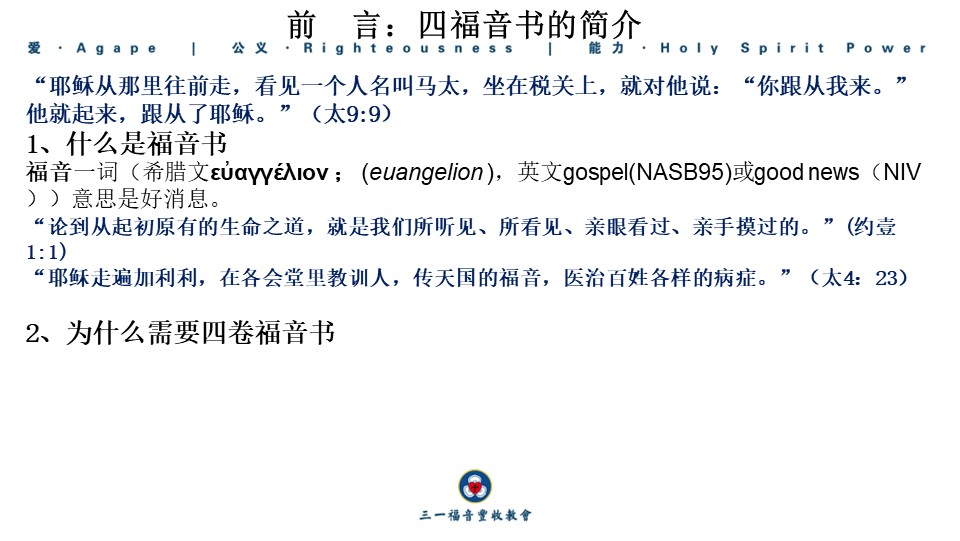 前　言：四福音书的简介
爱 · Agape | 公义 · Righteousness | 能力 · Holy Spirit Power
“耶稣从那里往前走，看见一个人名叫马太，坐在税关上，就对他说：“你跟从我来。”
他就起来，跟从了耶稣。”（太9:9）
1、什么是福音书
福音一词（希腊文εὐαγγέλιον； (euangelion)，英文gospel(NASB95)或good news（NIV
））意思是好消息。
“论到从起初原有的生命之道，就是我们所听见、所看见、亲眼看过、亲手摸过的。”(约壹
1:1)
“耶稣走遍加利利，在各会堂里教训人，传天国的福音，医治百姓各样的病症。”（太4：23）
2、为什么需要四卷福音书
三一福音豐收教會